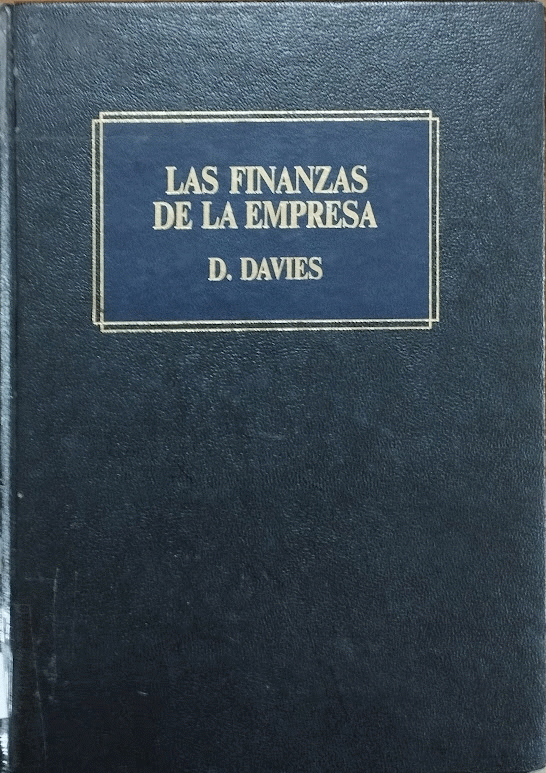 LAS FINANZAS
DE LA EMPRESA
D. DAVIES